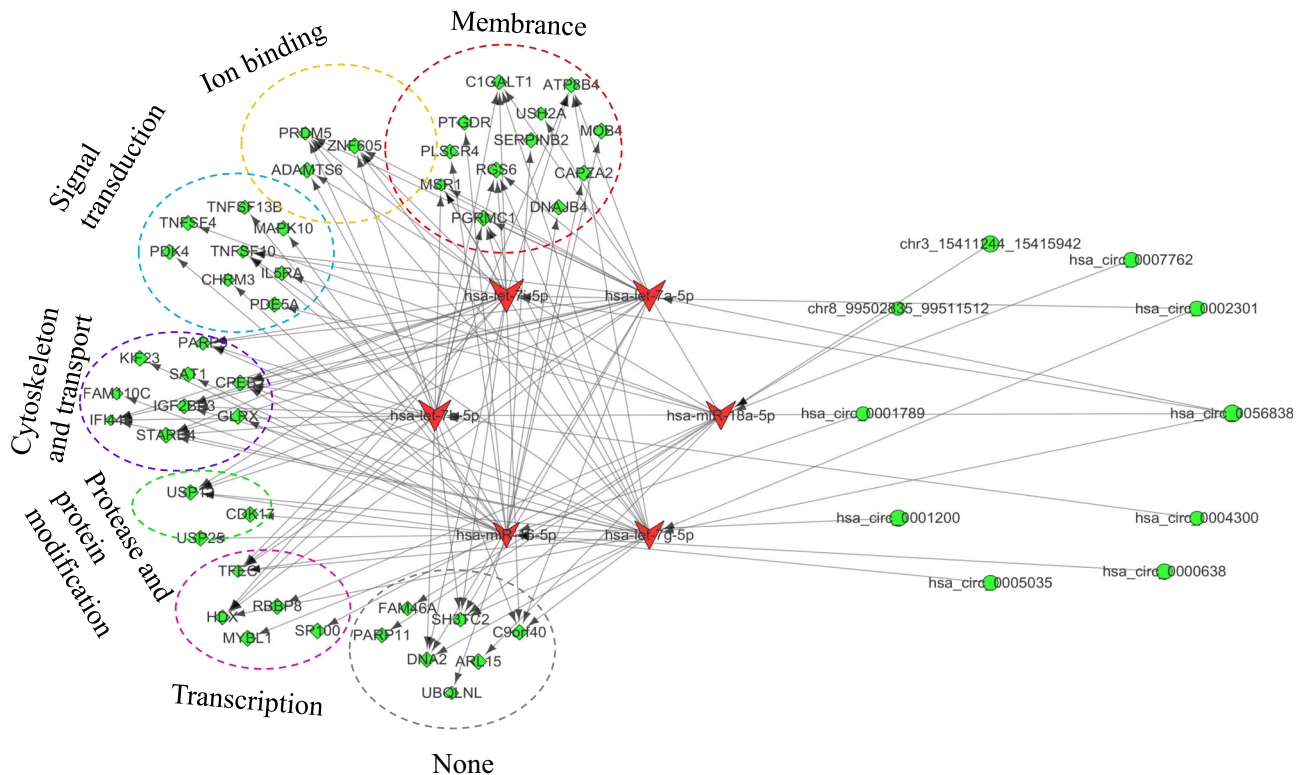 Membrance
Ion binding
Signal
transduction
Cytoskeleton
and transport
Protease and
protein
modification
Transcription
None
C1GALT1
ATP8B4
USH2A
PTGDR
MOB4
SERPINB2
PLSCR4
RGS6
CAPZA2
MSR1
DNAJB4
PGRMC1
PRDM5
ZNF605
ADAMTS6
TNFSF13B
TNFSF4
MAPK10
PDK4
TNFSF10
IL5RA
CHRM3
PDE5A
KIF23
SAT1
FAM110C
GLRX
STARD4
CDK17
USP25
RBBP8
HDX
MYBL1
SP100
FAM46A
SH3TC2
PARP11
C9orf40
DNA2
ARL15
UBQLNL
hsa-let-7a-5p
hsa-miR-18a-5p
hsa-let-7g-5p
chr3_15411244_15415942
hsa_circ_0007762
chr8_99502835_99511512
hsa_circ_0002301
hsa_circ_0001789
hsa_circ_0056838
hsa_circ_0001200
hsa_circ_0004300
hsa_circ_0005035
hsa_circ_0000638